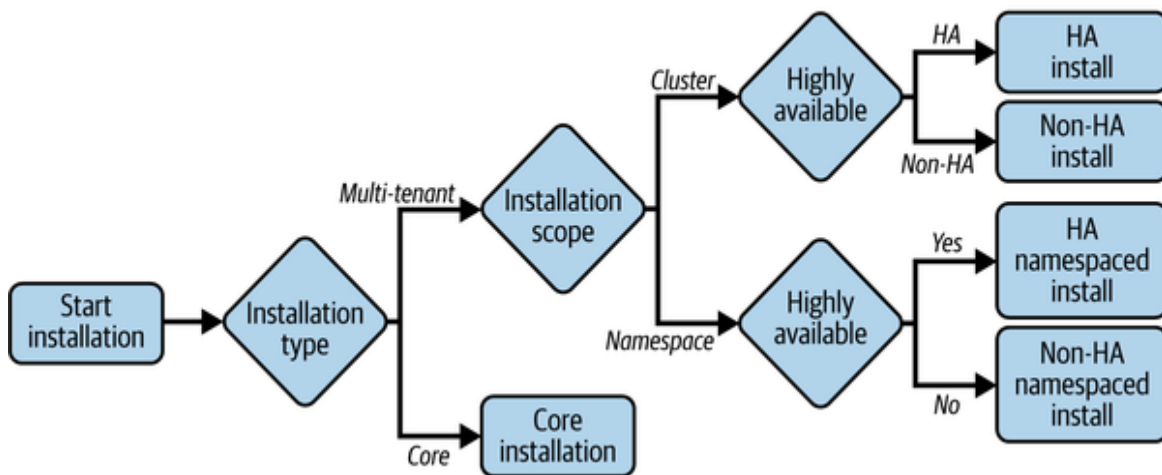 Start
installation
Installation
type
Multi-tenant
Core
Core
installation
Installation
scope
Cluster
Namespace
Highly
available
HA
Non-HA
HA
install
Non-HA
install
Highly
available
Yes
No
HA
namespaced
install
Non-HA
namespaced
install